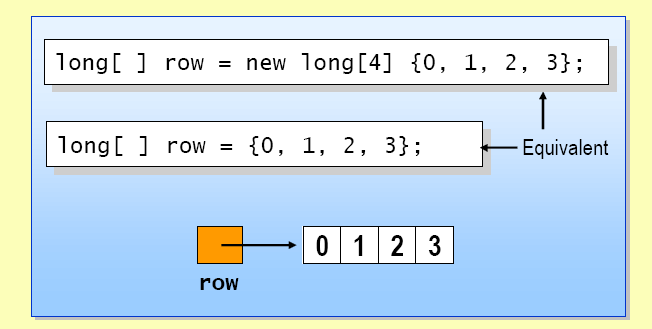 long[ ] row = new long[4] {0, 1, 2, 3};
long[ ] row = {0, 1, 2, 3};
Equivalent
0 1 2 3
row